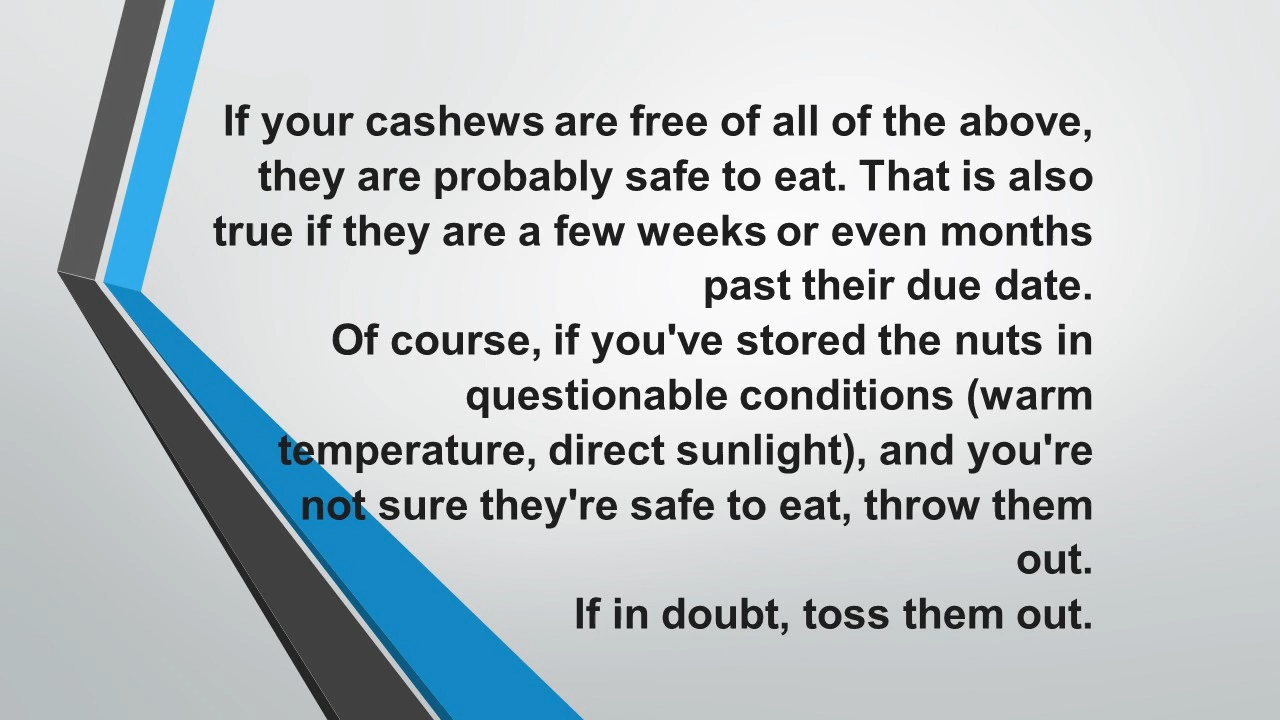 If your cashews are free of all of the above,
they are probably safe to eat. That is also
true if they are a few weeks or even months
past their due date.
Of course, if you've stored the nuts in
questionable conditions (warm
temperature, direct sunlight), and you're
not sure they're safe to eat, throw them
out.
If in doubt, toss them out.